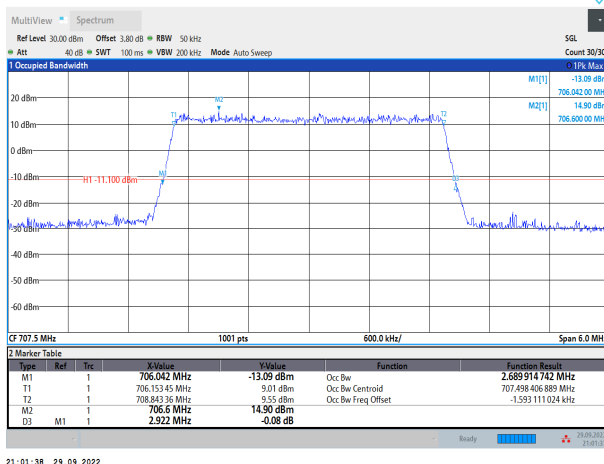 MultiView Spectrum
Ref Level 30.00 dBm Offset 3.80 dB RBW 50 kHz SGL
Att 40 dB SWT 100 ms VBW 200 kHz Mode Auto Sweep Count 30/30
1 Occupied Bandwidth 1Pk Max
M1[1] -13.09 dBm
706.042 00 MH
M2[1] 14.90 dBm
706.600 00 MH
20 dBm
10 dBm
0 dBm
-10 dBm
-20 dBm
-30 dBm
-40 dBm
-50 dBm
-60 dBm
T1 M2 T2
M1 D3
H1 -11.100 dBm
CF 707.5 MHz 1001 pts 600.0 kHz/ Span 6.0 MH
2 Marker Table
Type Ref Trc X-Value Y-Value Function Function Result
M1 1 706.042 MHz -13.09 dBm Occ Bw 2.689 914 742 MHz
T1 1 706.153 45 MHz 9.01 dBm Occ Bw Centroid 707.498 406 889 MHz
T2 1 708.843 36 MHz 9.55 dBm Occ Bw Freq Offset -1.593 111 024 kHz
M2 1 706.6 MHz 14.90 dBm
D3 M1 1 2.922 MHz -0.08 dB
Ready 29.09.202
21:01:3
21:01:38 29.09.2022